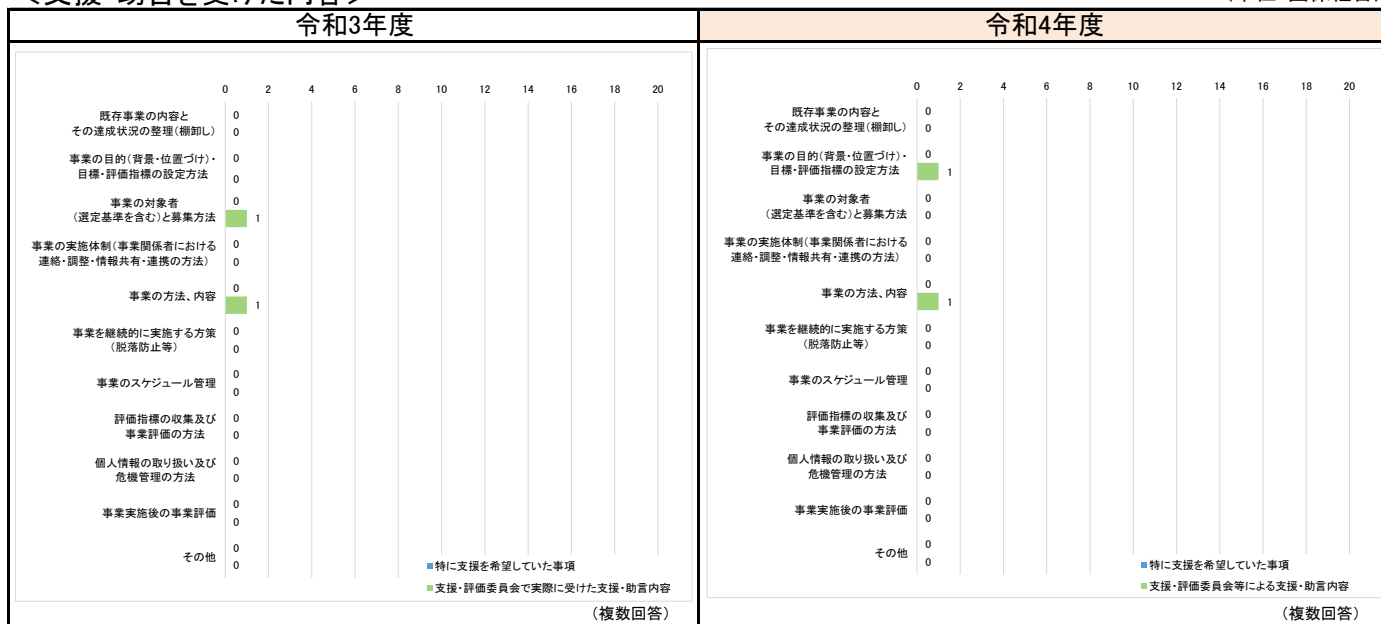 令和3年度
令和4年度
0 2 4 6 8 10 12 14 16 18 20
既存事業の内容と
その達成状況の整理(棚卸し)
0
0
事業の目的(背景・位置づけ)・
目標・評価指標の設定方法
0
0
事業の対象者
(選定基準を含む)と募集方法
0
1
事業の実施体制(事業関係者における
連絡・調整・情報共有・連携の方法)
0
0
事業の方法、内容
0
1
事業を継続的に実施する方策
(脱落防止等)
0
0
事業のスケジュール管理
0
0
評価指標の収集及び
事業評価の方法
0
0
個人情報の取り扱い及び
危機管理の方法
0
0
事業実施後の事業評価
0
0
その他
0
0
■特に支援を希望していた事項
■支援・評価委員会で実際に受けた支援・助言内容
(複数回答)
0 2 4 6 8 10 12 14 16 18 20
既存事業の内容と
その達成状況の整理(棚卸し)
0
0
事業の目的(背景・位置づけ)・
目標・評価指標の設定方法
0
1
事業の対象者
(選定基準を含む)と募集方法
0
0
事業の実施体制(事業関係者における
連絡・調整・情報共有・連携の方法)
0
0
事業の方法、内容
0
1
事業を継続的に実施する方策
(脱落防止等)
0
0
事業のスケジュール管理
0
0
評価指標の収集及び
事業評価の方法
0
0
個人情報の取り扱い及び
危機管理の方法
0
0
事業実施後の事業評価
0
0
その他
0
0
■特に支援を希望していた事項
■支援・評価委員会等による支援・助言内容
(複数回答)